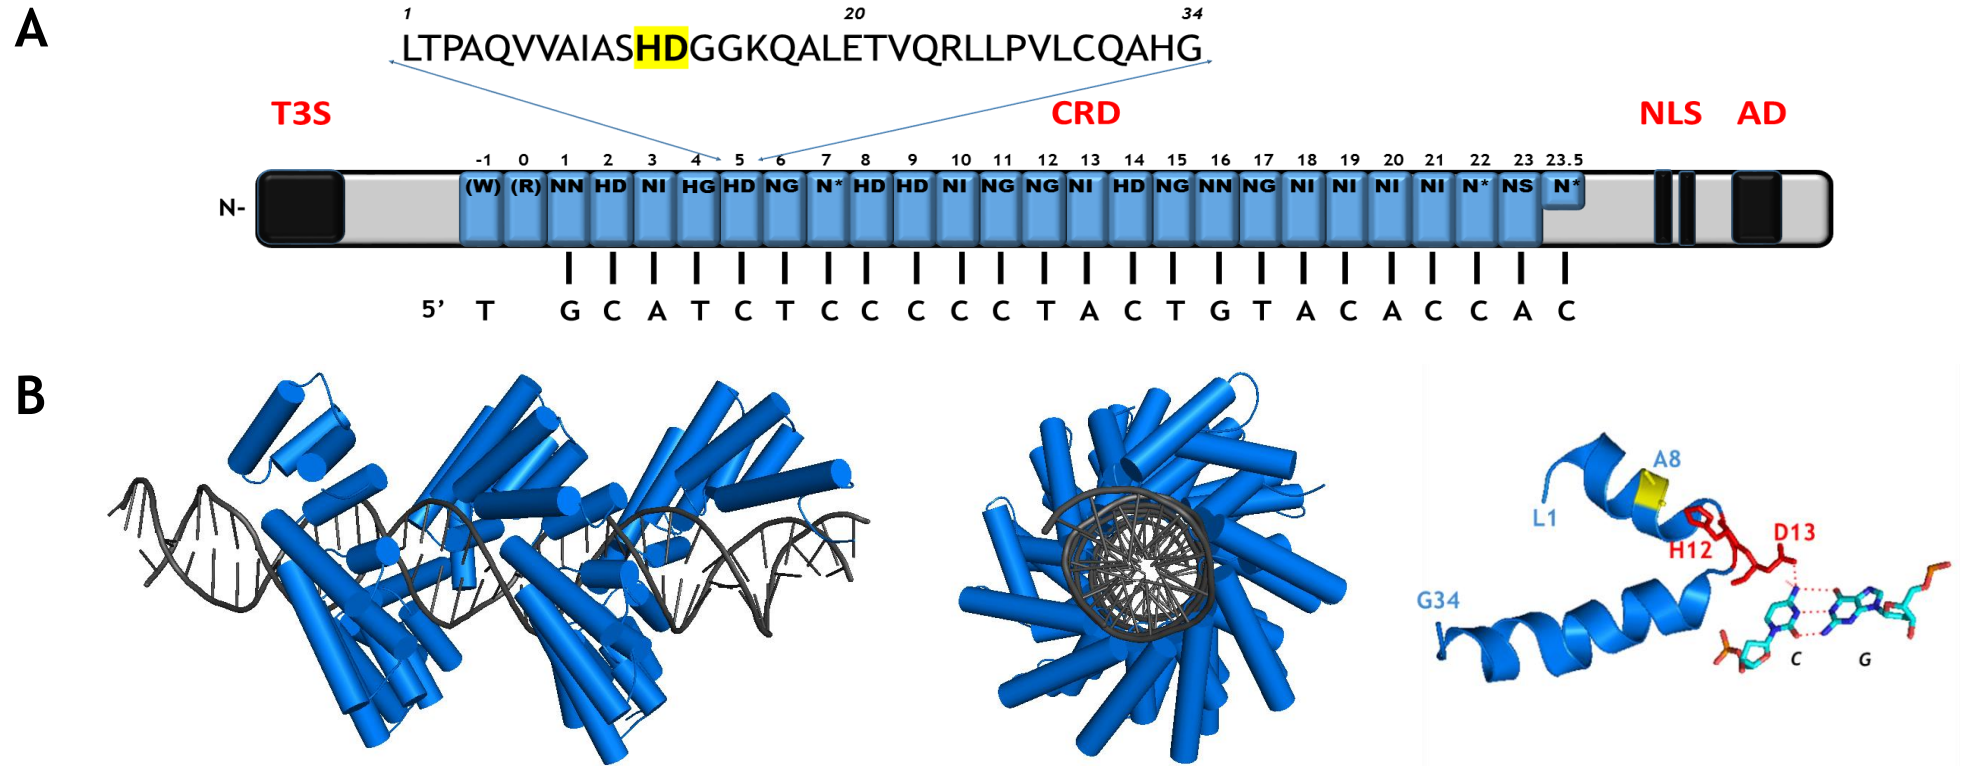 A
1 20 34
LTPAQVVAIASHDGGKQALETVQRLLPVLCQAHG
T3S CRD NLS AD
-1 0 1 2 3 4 5 6 7 8 9 10 11 12 13 14 15 16 17 18 19 20 21 22 23 23.5
(W) (R) NN HD NI HG HD NG N* HD HD NI NG NG NI HD NG NN NG NI NI NI NI N* NS N*
N-
5’ T G C A T C T C C C C C T A C T G T A C A C C A C
B
A8
L1
H12 D13
G34
C G